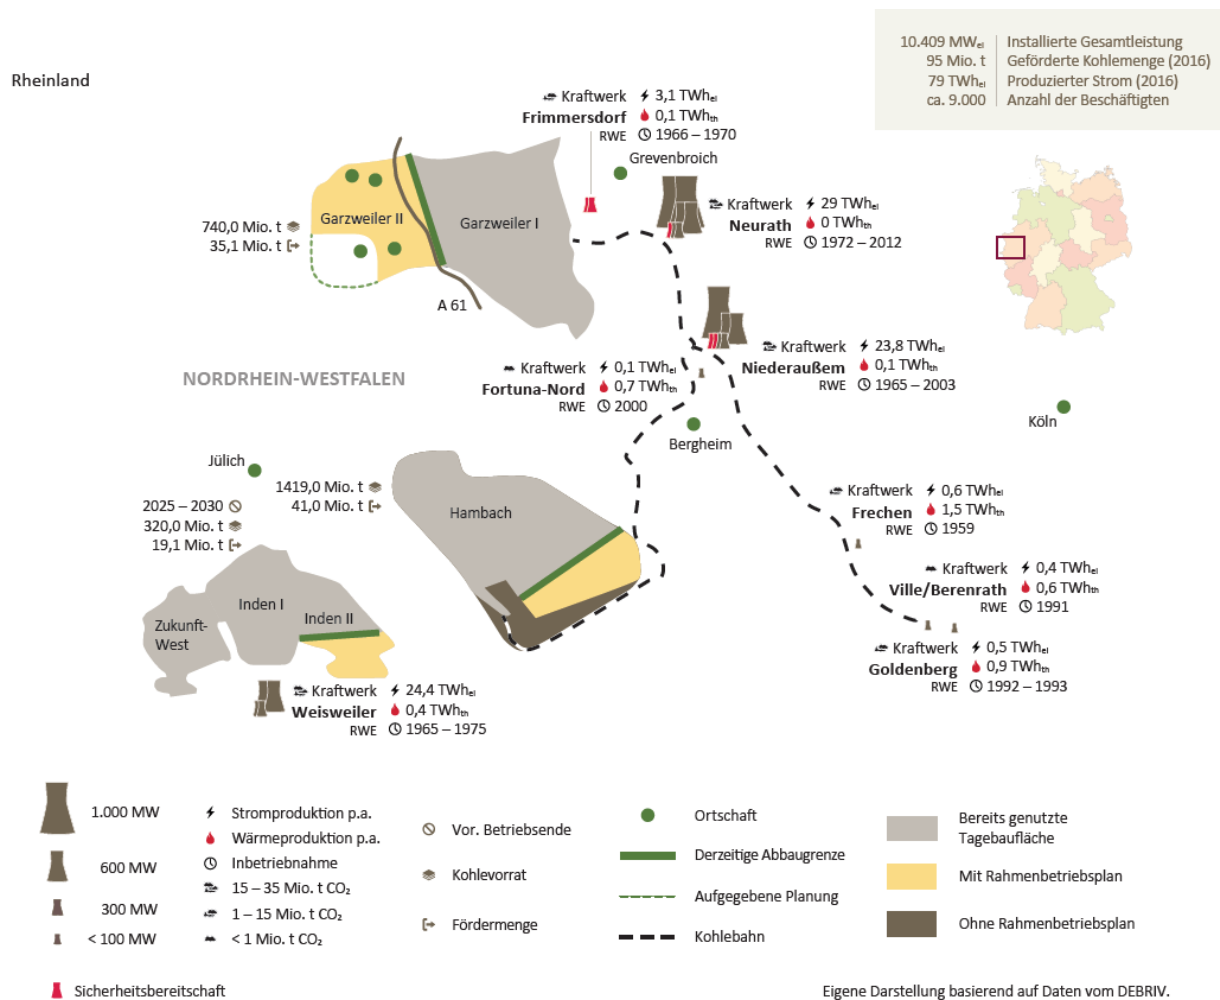 Rheinland
10.409 MWel Installierte Gesamtleistung
95 Mio. t Geförderte Kohlemenge (2016)
79 TWhel Produzierter Strom (2016)
ca. 9.000 Anzahl der Beschäftigten
Kraftwerk 3,1 TWhel
Frimmersdorf 0,1 TWhth
RWE 1966 – 1970
Grevenbroich
Garzweiler II
Garzweiler I
740,0 Mio. t
35,1 Mio. t
A 61
Kraftwerk 29 TWhel
Neurath 0 TWhth
RWE 1972 – 2012
Kraftwerk 23,8 TWhel
Niederaußem 0,1 TWhth
RWE 1965 – 2003
NORDRHEIN-WESTFALEN
Kraftwerk 0,1 TWhel
Fortuna-Nord 0,7 TWhth
RWE 2000
Köln
Bergheim
Jülich
1419,0 Mio. t
41,0 Mio. t
Hambach
2025 – 2030
320,0 Mio. t
19,1 Mio. t
Kraftwerk 0,6 TWhel
Frechen 1,5 TWhth
RWE 1959
Kraftwerk 0,4 TWhel
Ville/Berenrath 0,6 TWhth
RWE 1991
Inden I
Inden II
Zukunft-
West
Kraftwerk 0,5 TWhel
Goldenberg 0,9 TWhth
RWE 1992 – 1993
Kraftwerk 24,4 TWhel
Weisweiler 0,4 TWhth
RWE 1965 – 1975
1.000 MW
600 MW
300 MW
< 100 MW
Sicherheitsbereitschaft
Stromproduktion p.a.
Wärmeproduktion p.a.
Inbetriebnahme
15 – 35 Mio. t CO₂
1 – 15 Mio. t CO₂
< 1 Mio. t CO₂
Vor. Betriebsende
Kohlevorrat
Fördermenge
Ortschaft
Derzeitige Abbaugrenze
Aufgegebene Planung
Kohlebahn
Bereits genutzte
Tagebaufläche
Mit Rahmenbetriebsplan
Ohne Rahmenbetriebsplan
Eigene Darstellung basierend auf Daten vom DEBRIV.